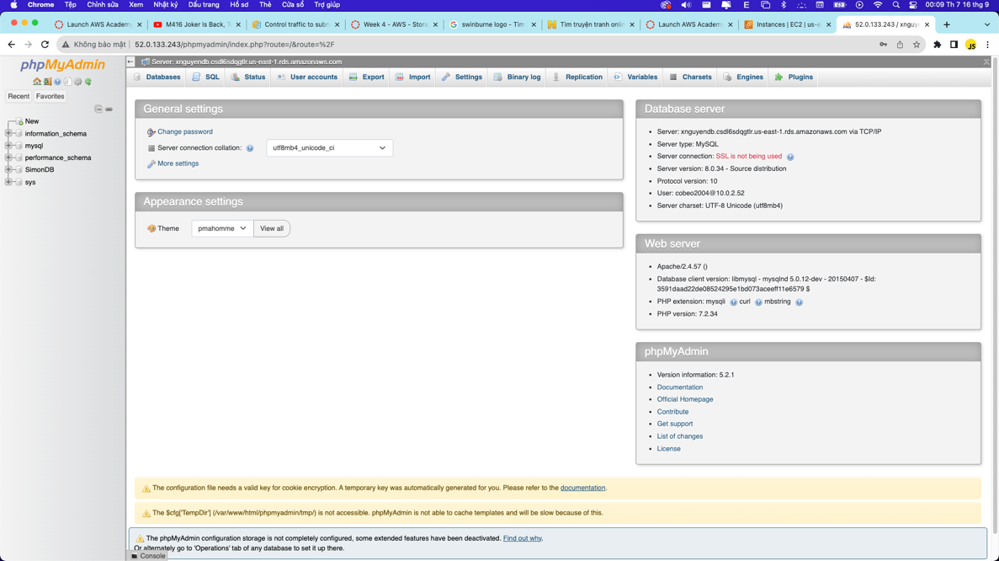 Chrome Tệp Chỉnh sửa Xem Nhật ký Dấu trang Hồ sơ Thẻ Cửa sổ Trợ giúp 00:09 Th 7 16 thg 9
Launch AWS Academy
M416 Joker Is Back, T
Control traffic to subn
Week 4 - AWS - Stora
swinburne logo - Tìm
Tìm truyện tranh onlin
Launch AWS Academ
Instances | EC2 | us-e
52.0.133.243 / xngu
Không bảo mật | 52.0.133.243/phpmyadmin/index.php?route=/&route=%2F
phpMyAdmin
Recent Favorites
New
information_schema
mysql
performance_schema
SimonDB
sys
Server: xnguyendb.csdl6sdqgtlr.us-east-1.rds.amazonaws.com
Databases SQL Status User accounts Export Import Settings Binary log Replication Variables Charsets Engines Plugins
General settings
Change password
Server connection collation: utf8mb4_unicode_ci
More settings
Appearance settings
Theme pmahomme View all
Database server
Server: xnguyendb.csdl6sdqgtlr.us-east-1.rds.amazonaws.com via TCP/IP
Server type: MySQL
Server connection: SSL is not being used
Server version: 8.0.34 - Source distribution
Protocol version: 10
User: cobeo2004@10.0.2.52
Server charset: UTF-8 Unicode (utf8mb4)
Web server
Apache/2.4.57 ()
Database client version: libmysql - mysqlnd 5.0.12-dev - 20150407 - $Id:
3591daad22de08524295e1bd073aceeff11e6579 $
PHP extension: mysqli curl mbstring
PHP version: 7.2.34
phpMyAdmin
Version information: 5.2.1
Documentation
Official Homepage
Contribute
Get support
List of changes
License
The configuration file needs a valid key for cookie encryption. A temporary key was automatically generated for you. Please refer to the documentation.
The $cfg['TempDir'] (/var/www/html/phpmyadmin/tmp/) is not accessible. phpMyAdmin is not able to cache templates and will be slow because of this.
The phpMyAdmin configuration storage is not completely configured, some extended features have been deactivated. Find out why.
Or alternately go to 'Operations' tab of any database to set it up there.
Console